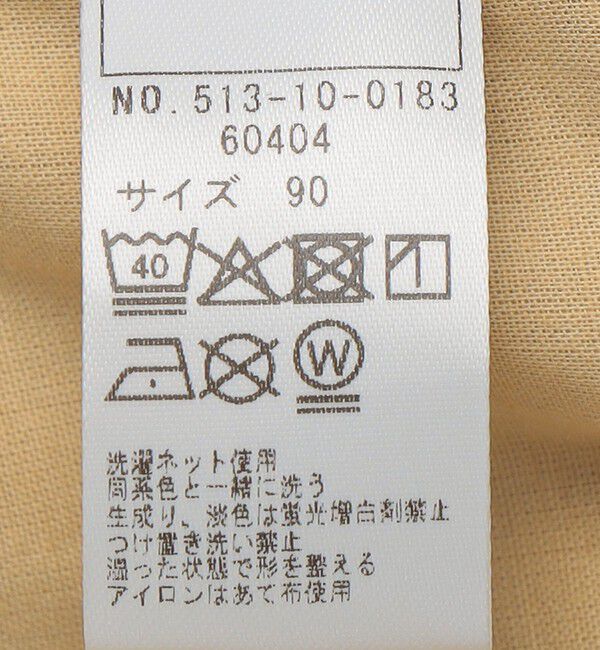 NO.513-10-0183
60404
サイズ 90
40
W
洗濯ネット使用
同系色と一緒に洗う
生成り、淡色は蛍光増白剤禁止
つけ置き洗い禁止
湿った状態で形を整える
アイロンはあて布使用